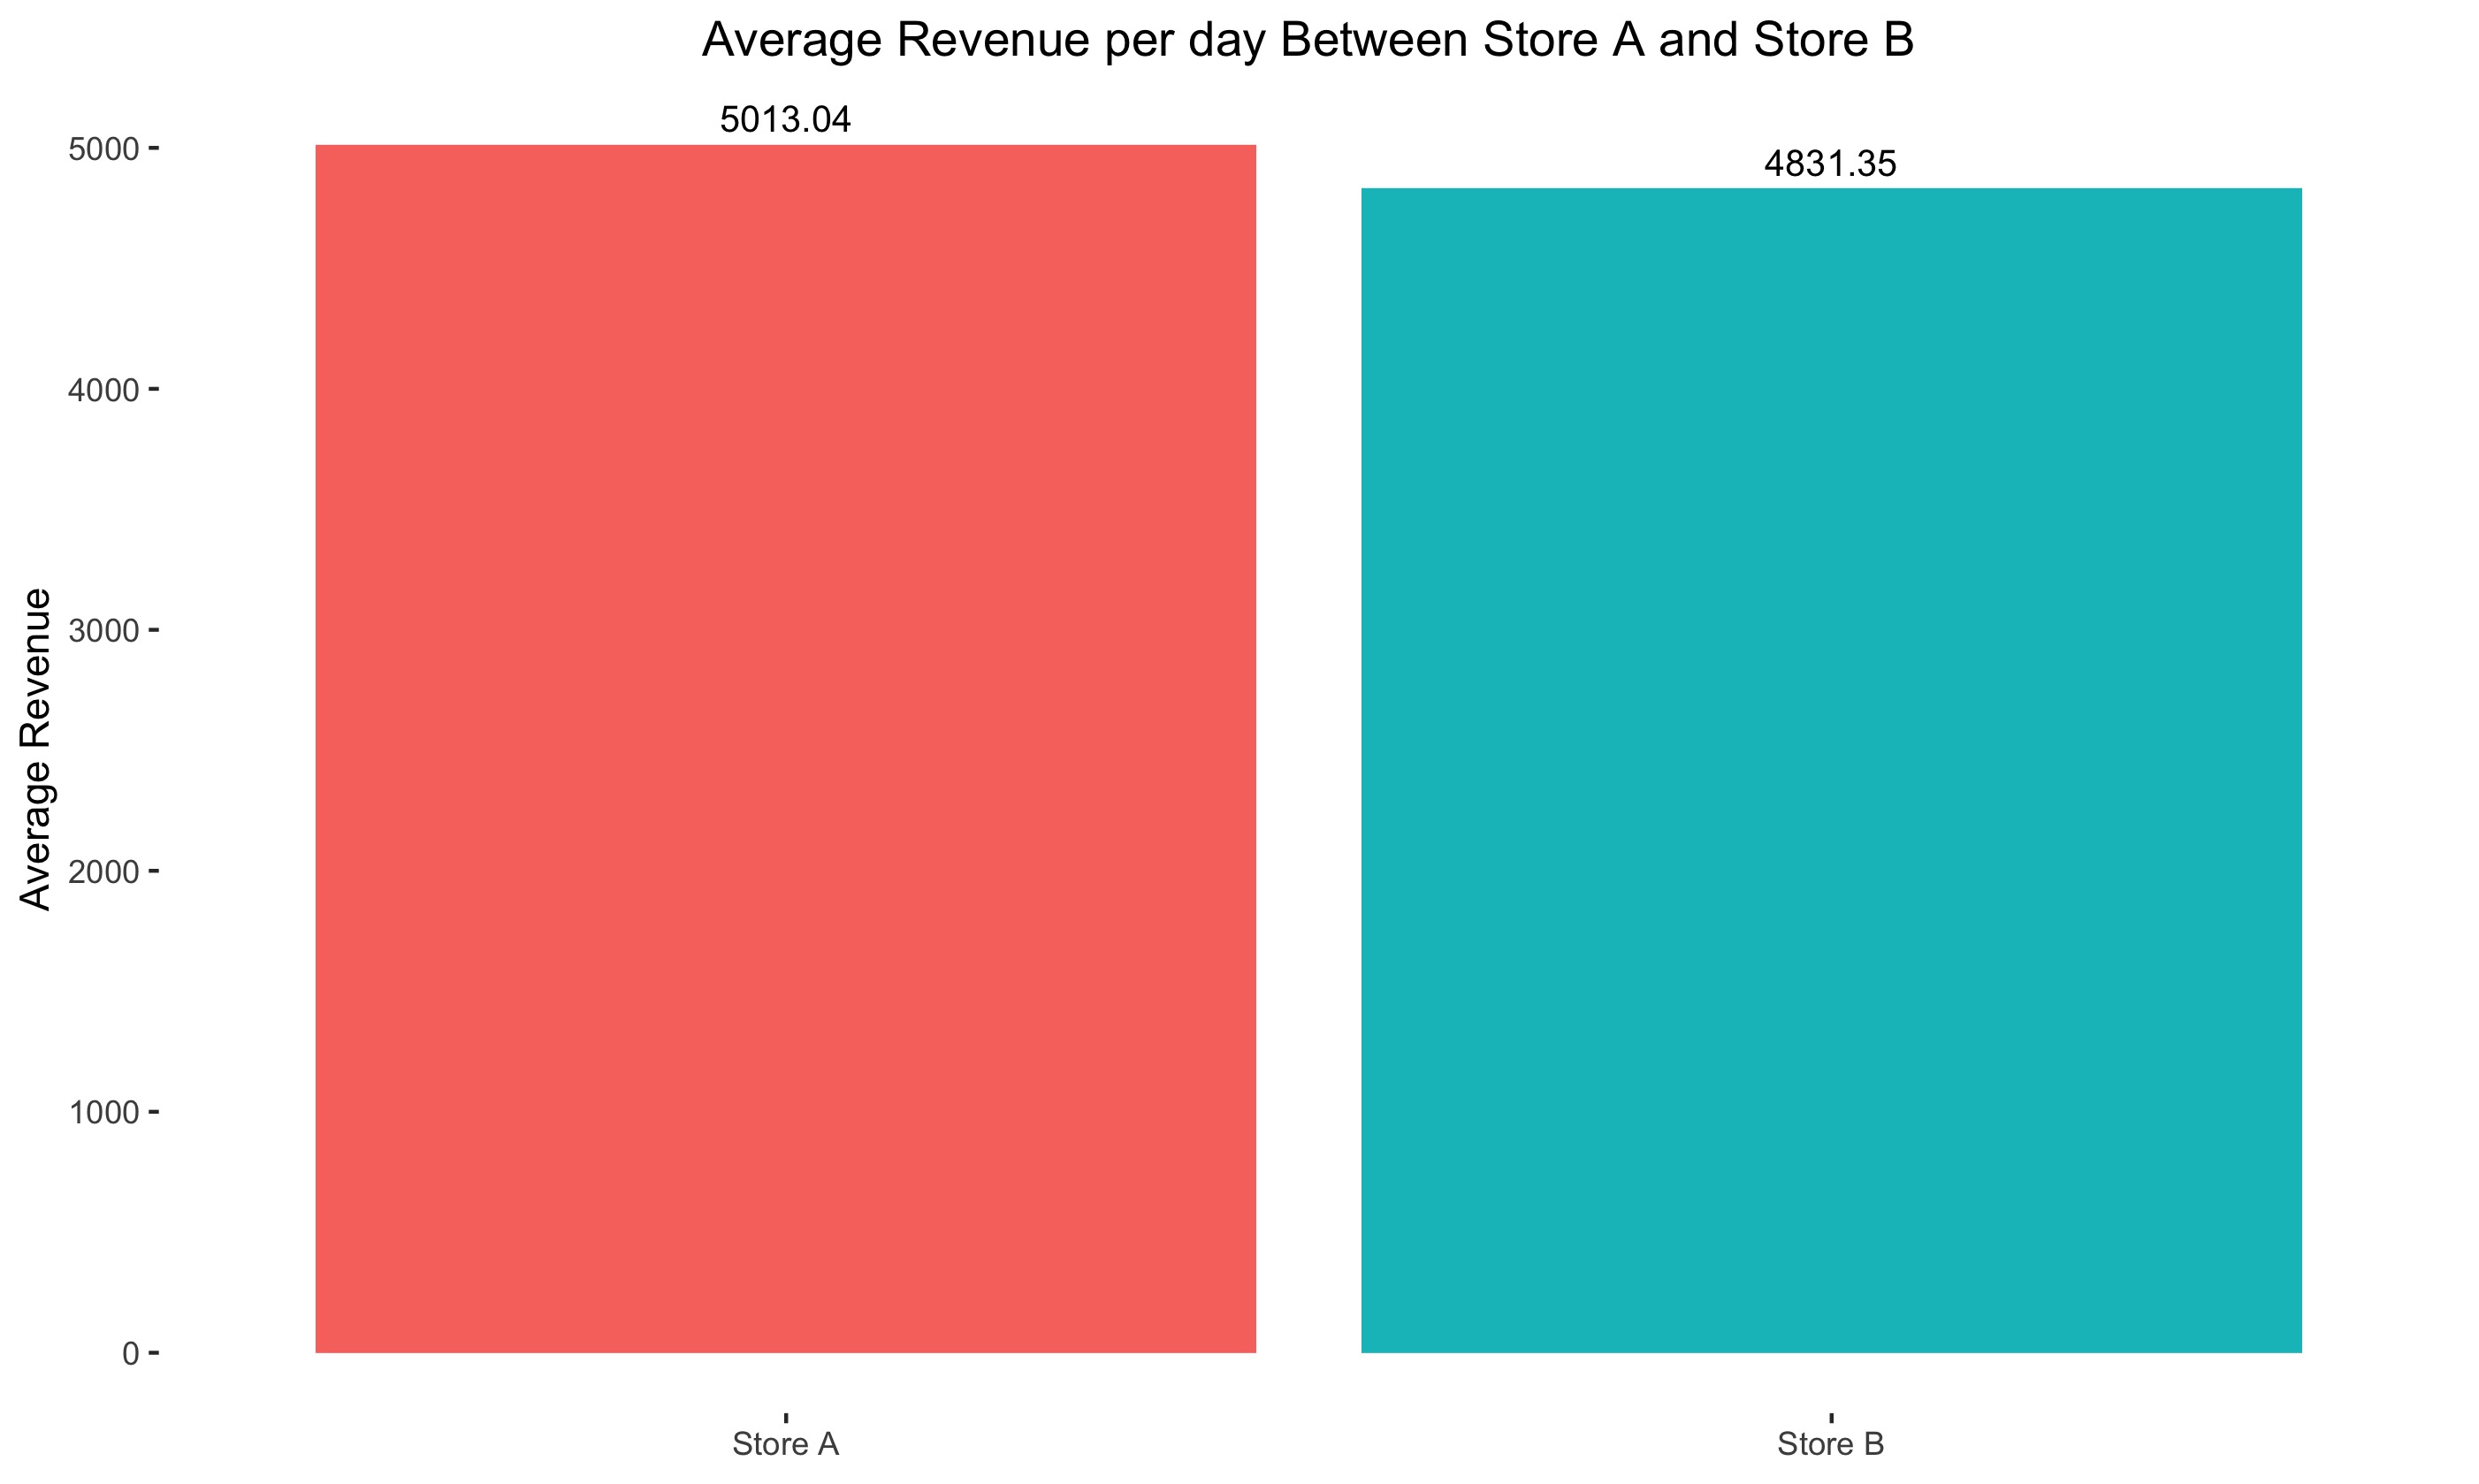 Average Revenue per day Between Store A and Store B
5013.04
4831.35
5000
4000
3000
2000
1000
0
Average Revenue
Store A
Store B